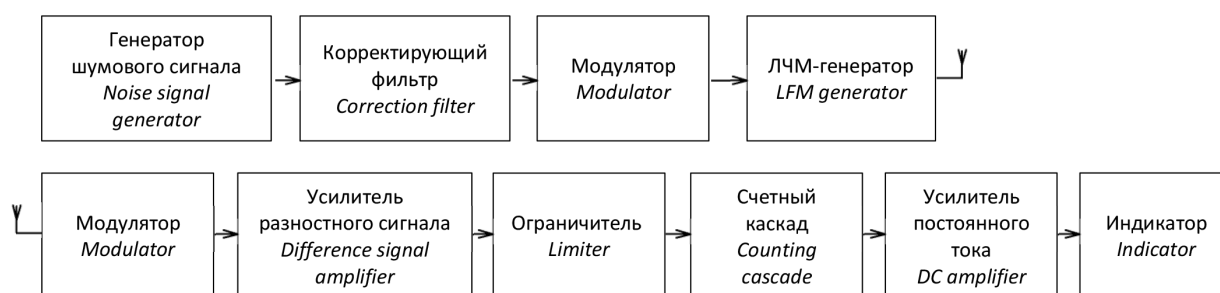 Генератор
шумового сигнала
Noise signal
generator
Корректирующий
фильтр
Correction filter
Модулятор
Modulator
ЛЧМ-генератор
LFM generator
Модулятор
Modulator
Усилитель
разностного сигнала
Difference signal
amplifier
Ограничитель
Limiter
Счетный
каскад
Counting
cascade
Усилитель
постоянного
тока
DC amplifier
Индикатор
Indicator